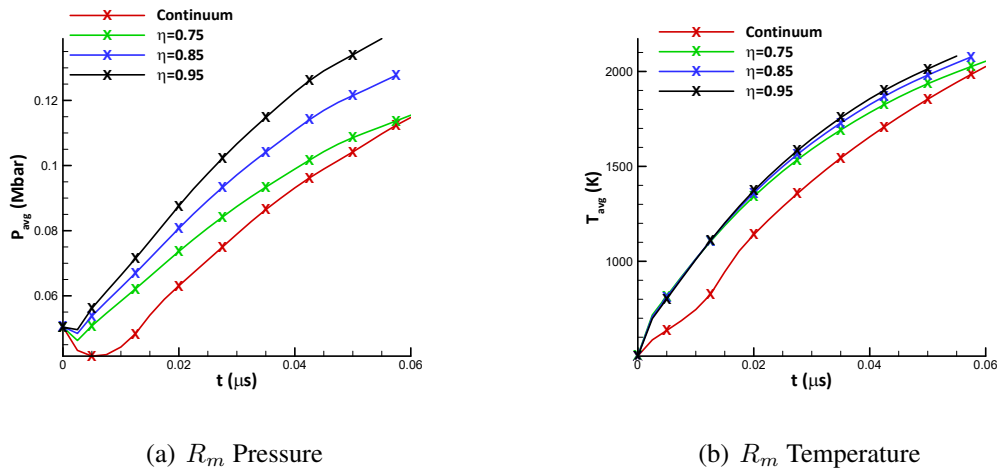 Continuum
η=0.75
η=0.85
η=0.95
P_avg (Mbar)
0.12
0.1
0.08
0.06
0 0.02 0.04 0.06
t (μs)
(a) R_m Pressure
Continuum
η=0.75
η=0.85
η=0.95
T_avg (K)
2000
1500
1000
0 0.02 0.04 0.06
t (μs)
(b) R_m Temperature